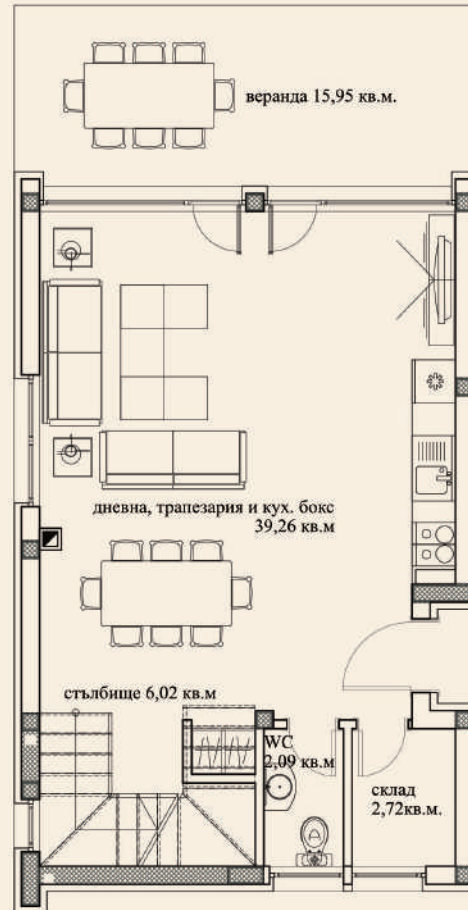 веранда 15,95 кв.м.
дневна, трапезария и кух. бокс
39,26 кв.м
стълбище 6,02 кв.м
WC
2,09 кв.м
склад
2,72кв.м.